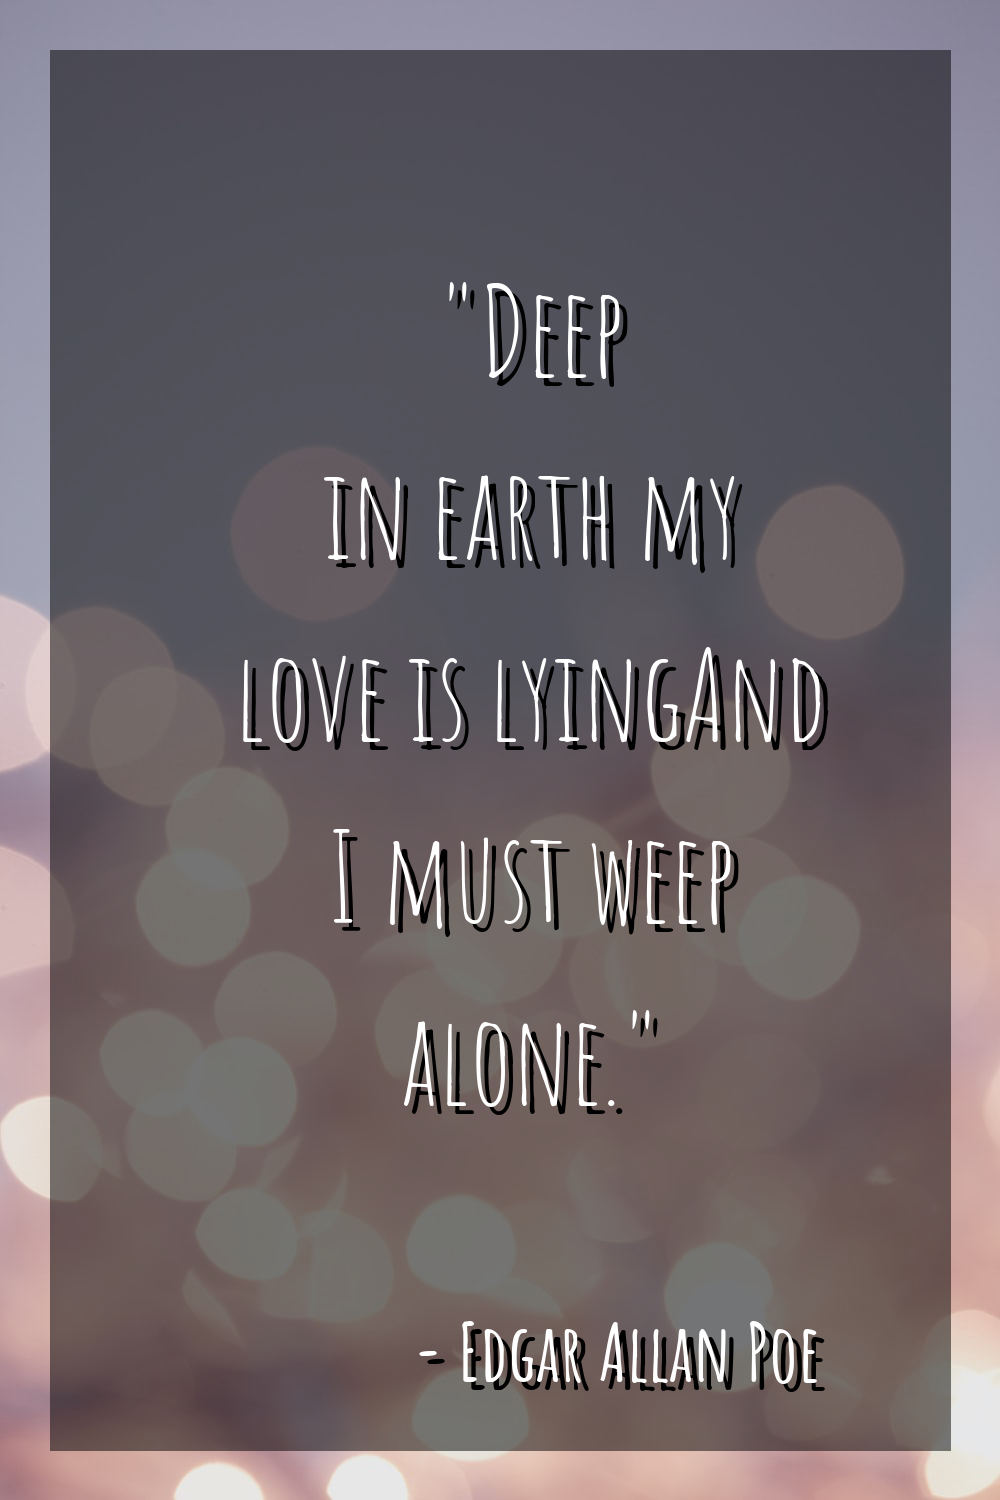 "Deep
in earth my
love is lyingAnd
I must weep
alone."
- Edgar Allan Poe